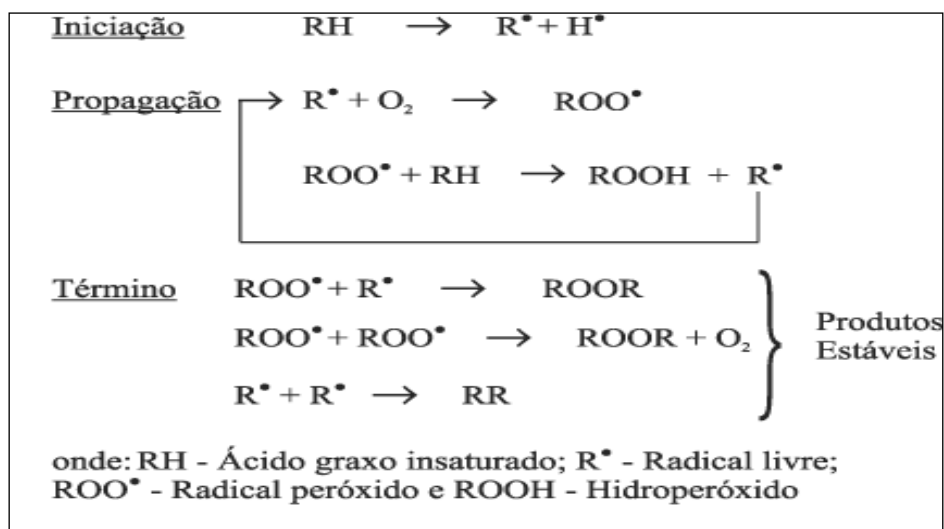 Iniciação RH → R• + H•
Propagação → R• + O₂ → ROO•
ROO• + RH → ROOH + R•
Término ROO• + R• → ROOR
ROO• + ROO• → ROOR + O₂
R• + R• → RR
Produtos
Estáveis
onde: RH - Ácido graxo insaturado; R• - Radical livre;
ROO• - Radical peróxido e ROOH - Hidroperóxido